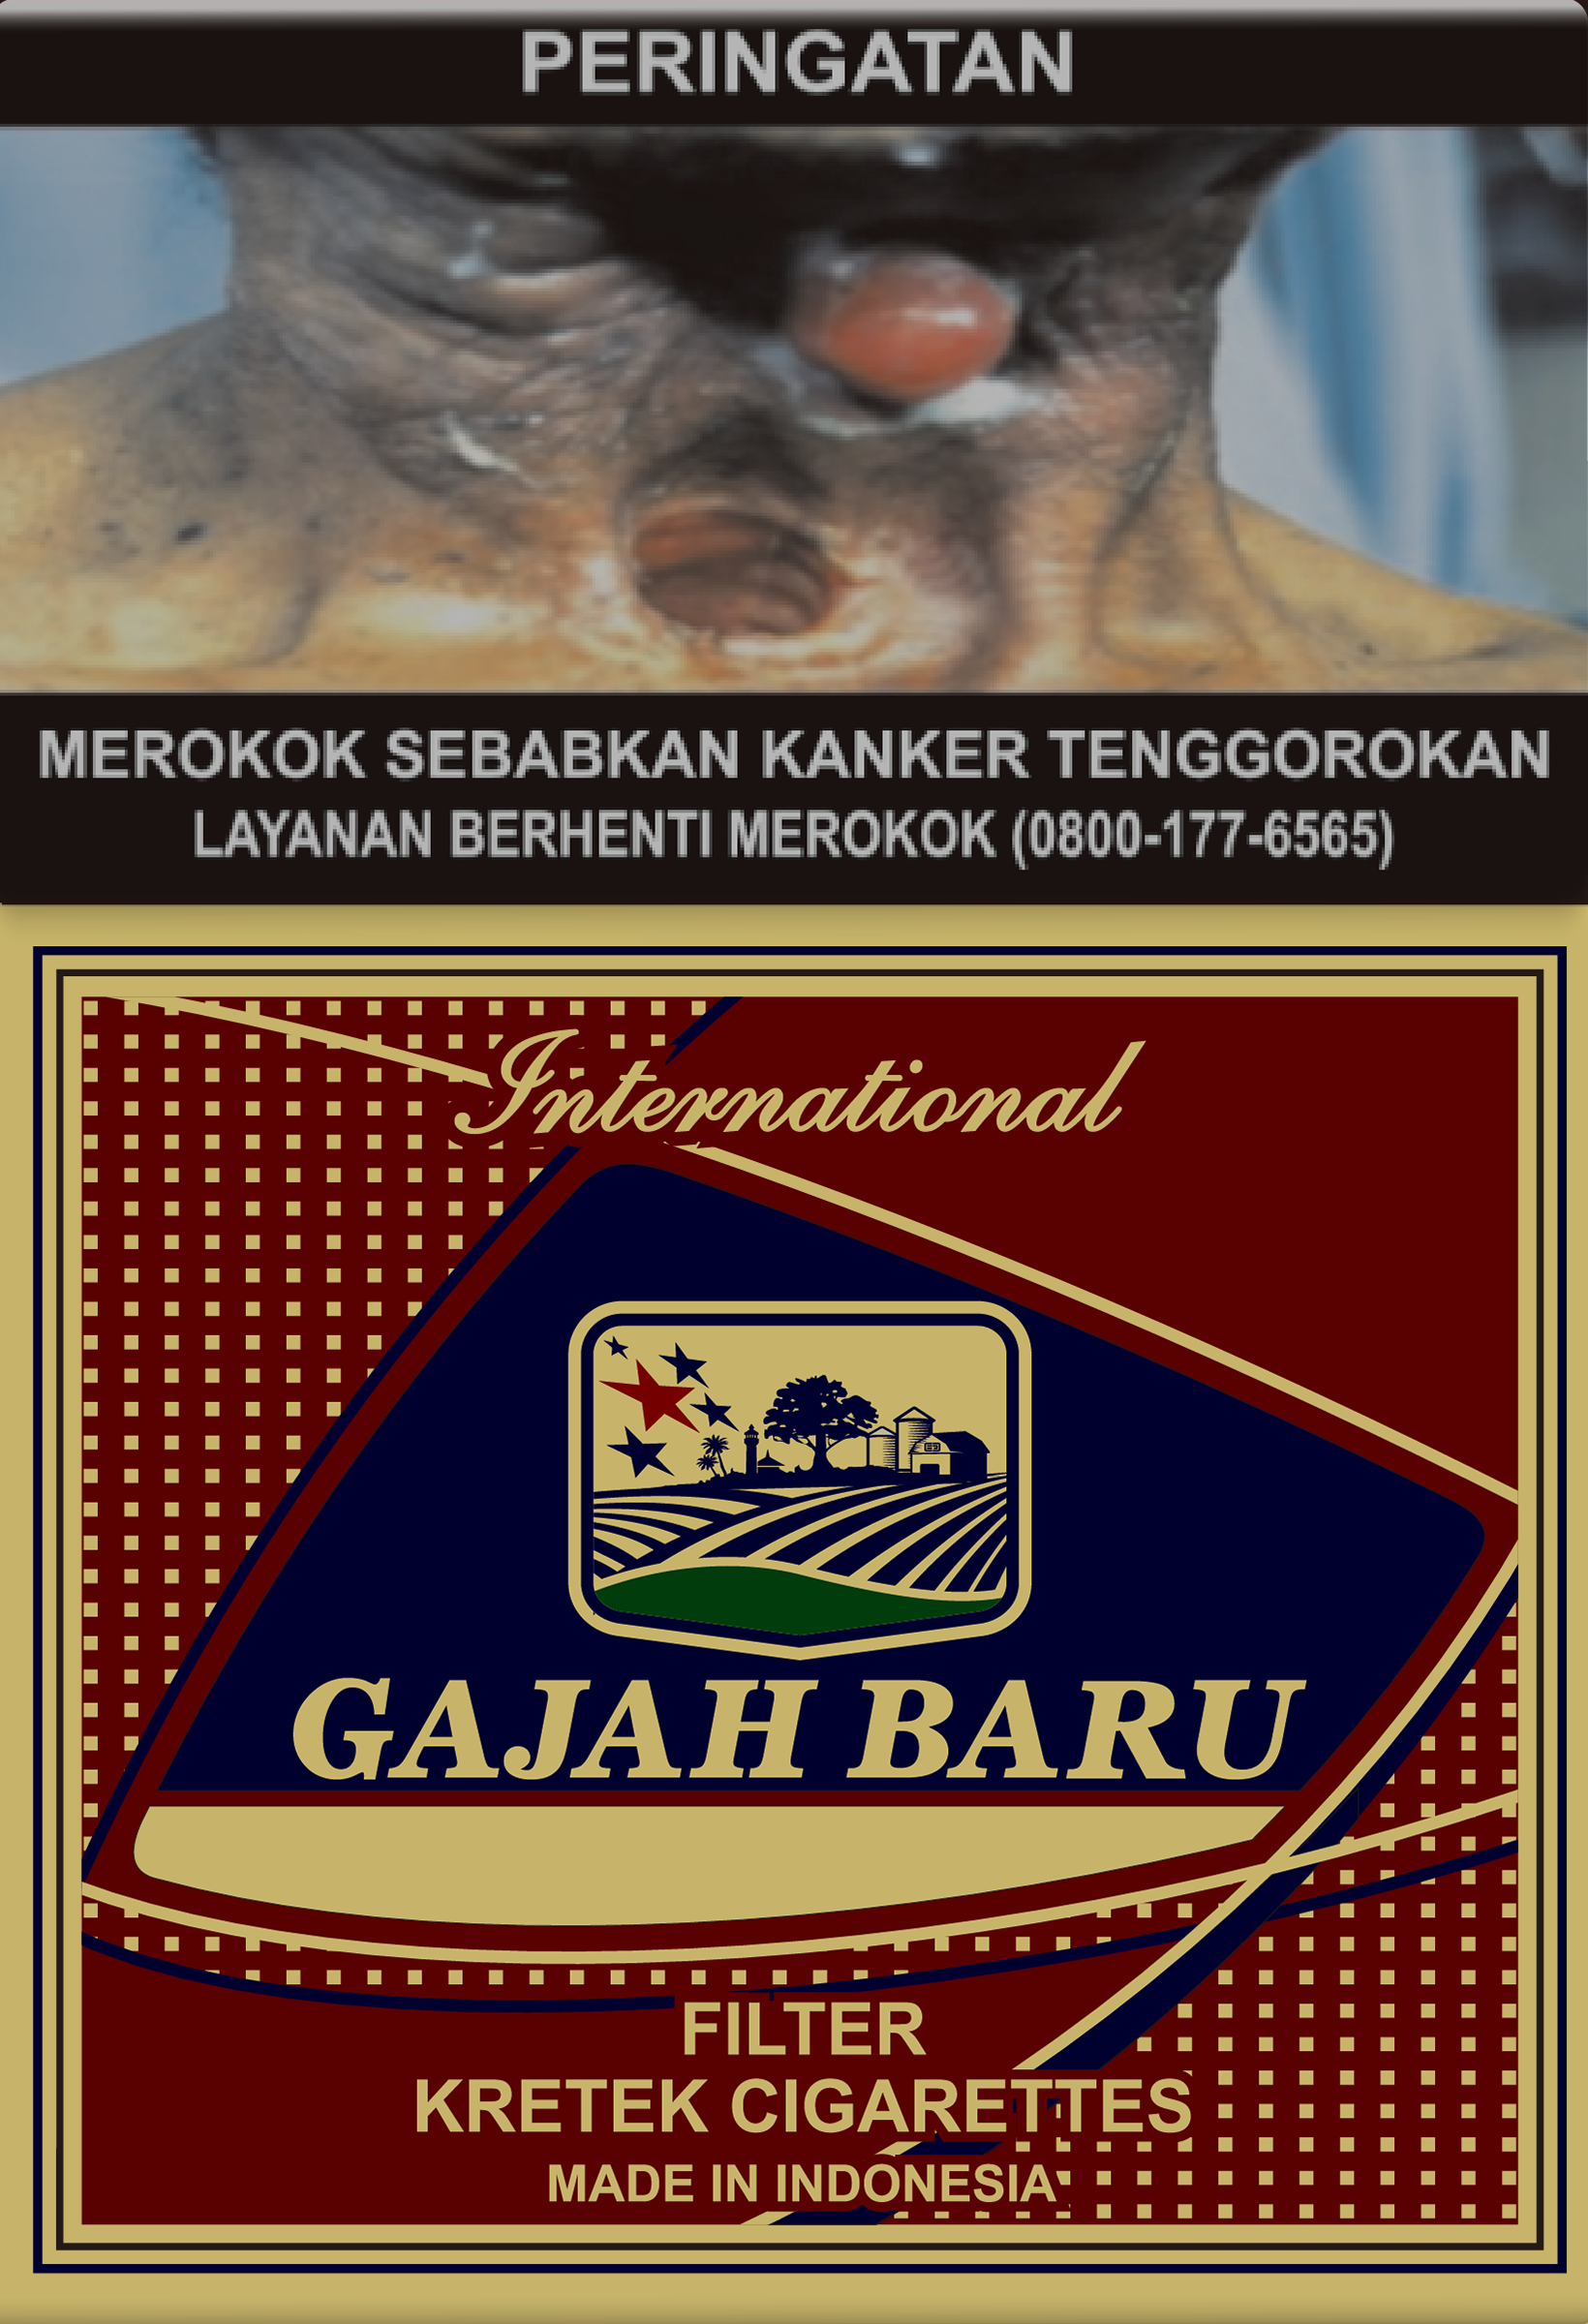 PERINGATAN
MEROKOK SEBABKAN KANKER TENGGOROKAN
LAYANAN BERHENTI MEROKOK (0800-177-6565)
International
GAJAH BARU
FILTER
KRETEK CIGARETTES
MADE IN INDONESIA